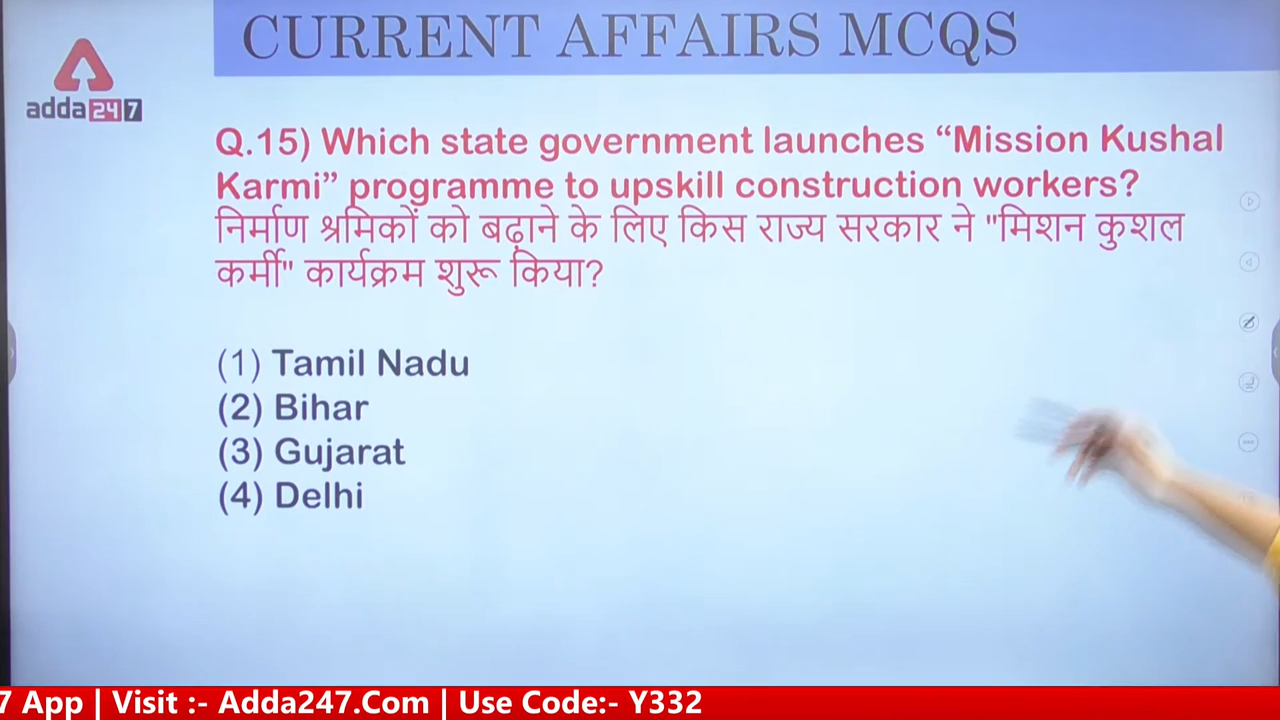 CURRENT AFFAIRS MCQS
adda247
Q.15) Which state government launches “Mission Kushal
Karmi” programme to upskill construction workers?
निर्माण श्रमिकों को बढ़ाने के लिए किस राज्य सरकार ने "मिशन कुशल
कर्मी" कार्यक्रम शुरू किया?
(1) Tamil Nadu
(2) Bihar
(3) Gujarat
(4) Delhi
7 App | Visit :- Adda247.Com | Use Code:- Y332